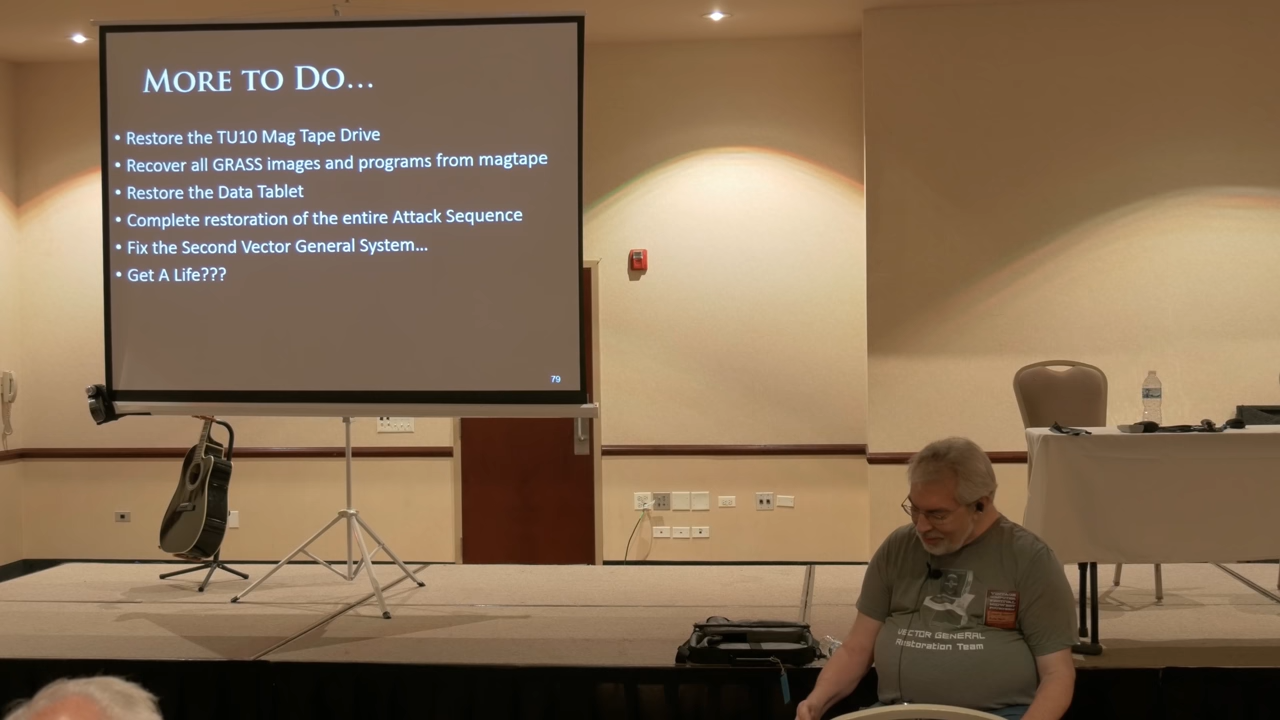 MORE TO DO...
• Restore the TU10 Mag Tape Drive
• Recover all GRASS images and programs from magtape
• Restore the Data Tablet
• Complete restoration of the entire Attack Sequence
• Fix the Second Vector General System...
• Get A Life???
79
VECTOR GENERAL
Restoration Team